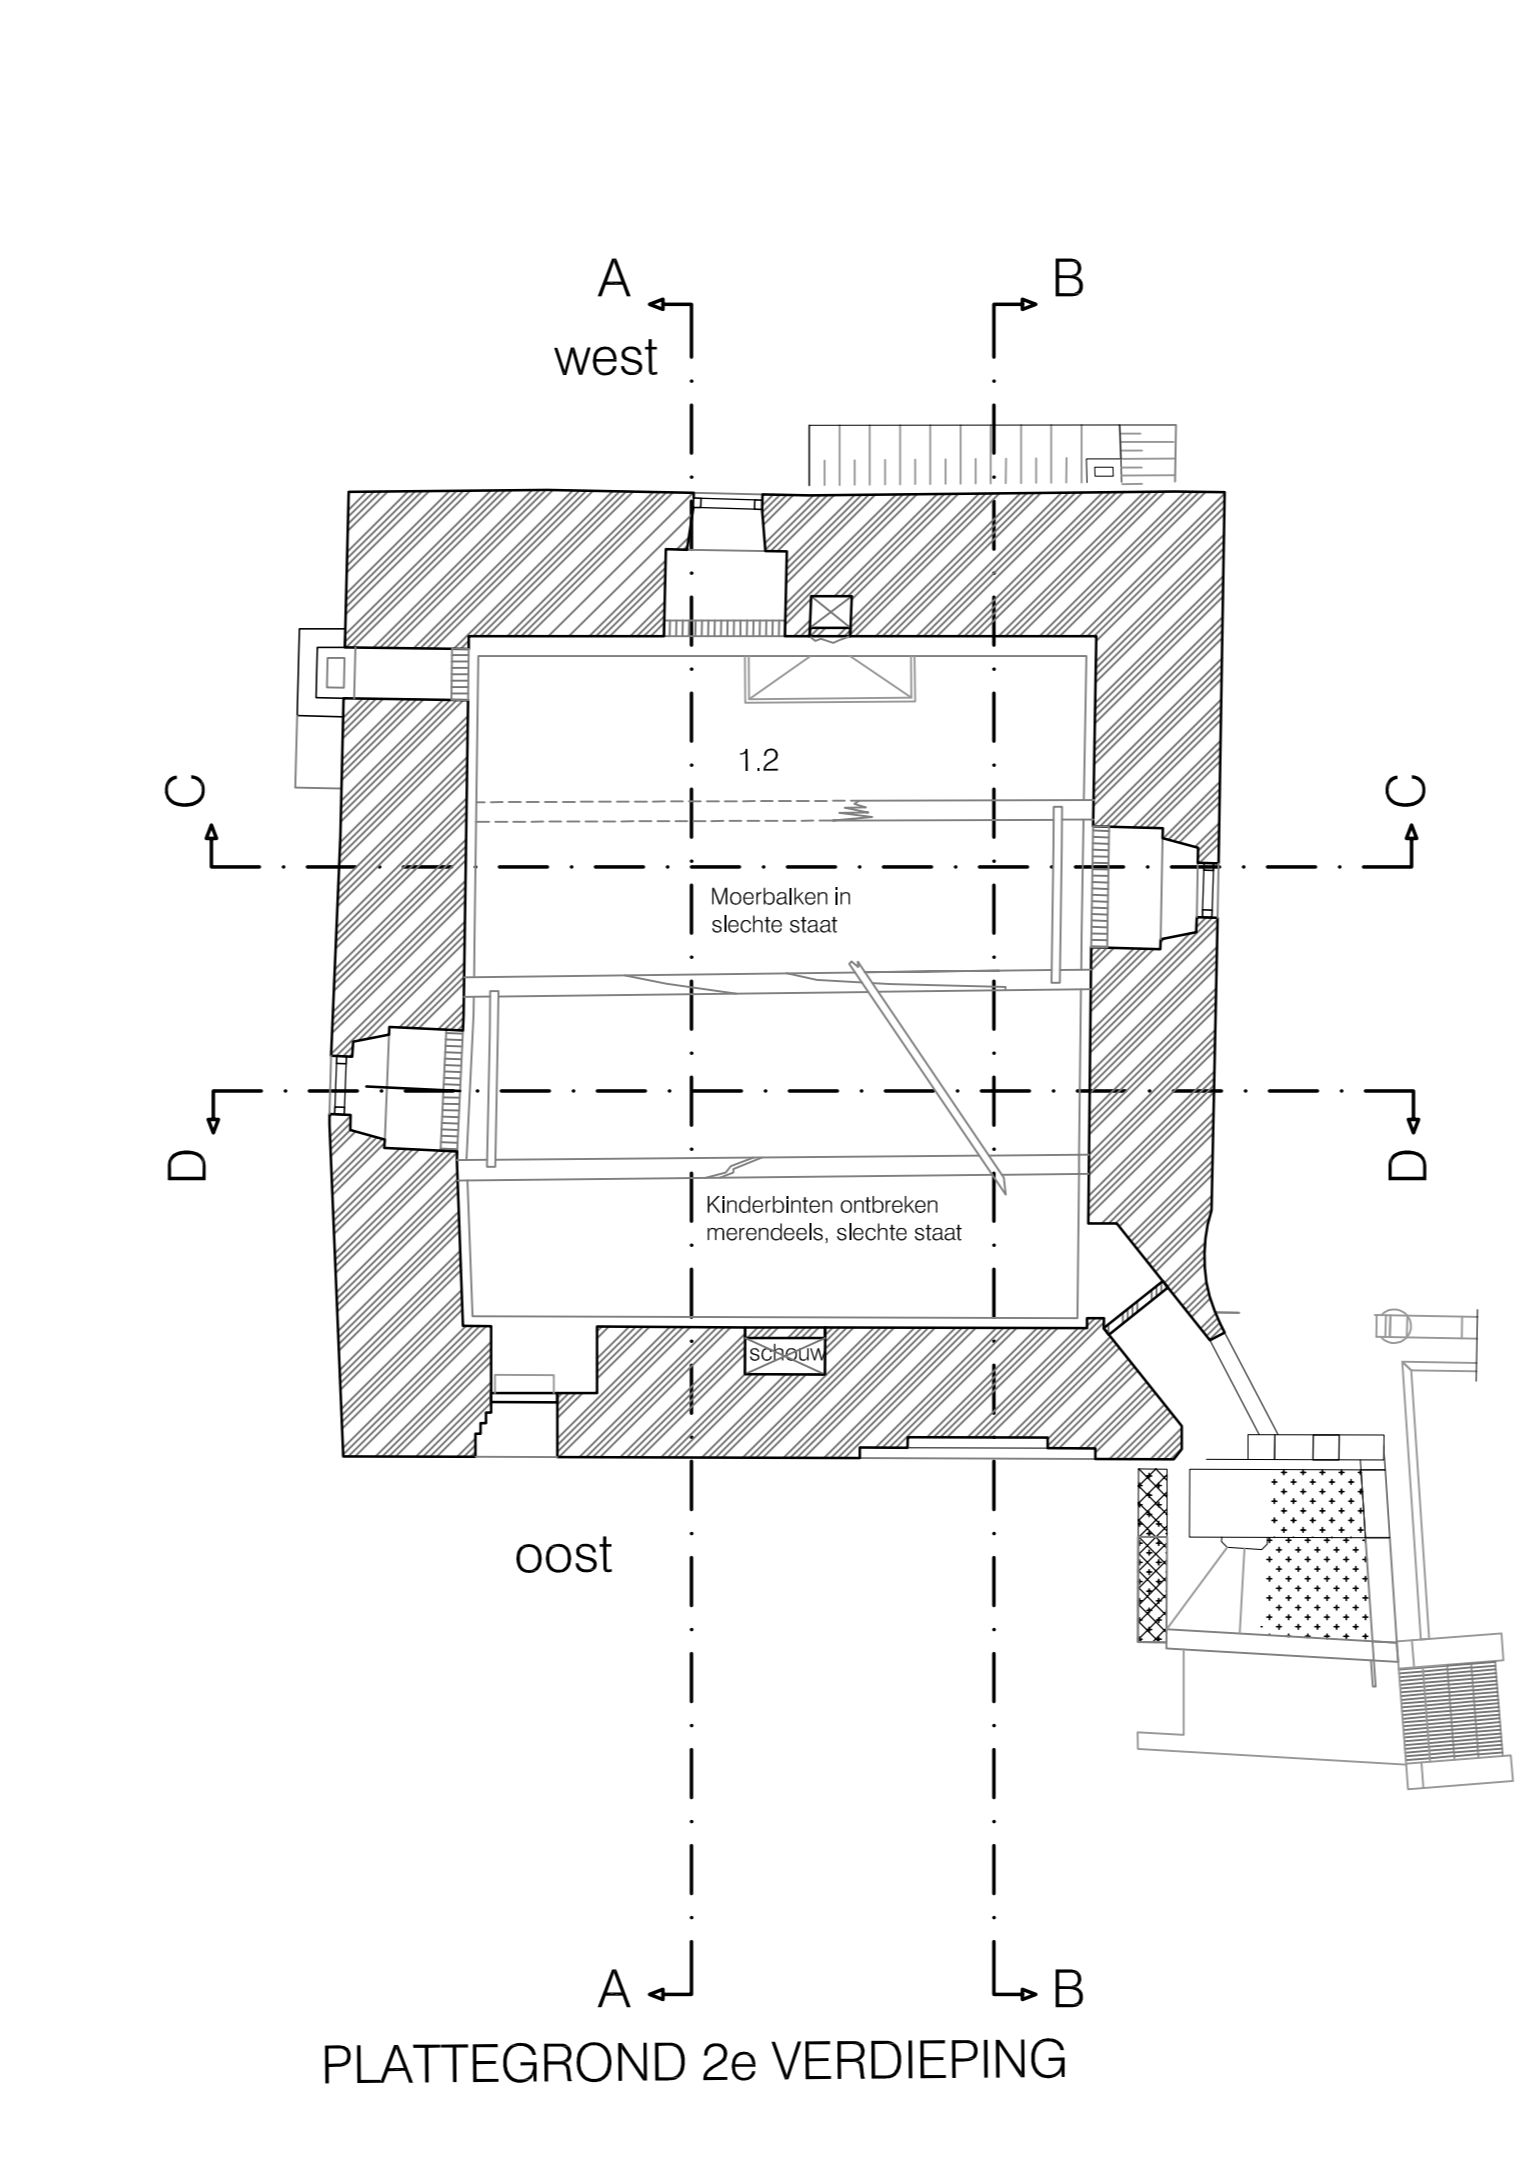 A
B
west
1.2
C
C
Moerbalken in
slechte staat
D
D
Kinderbinten ontbreken
merendeels, slechte staat
schouw
oost
A
B
PLATTEGROND 2e VERDIEPING